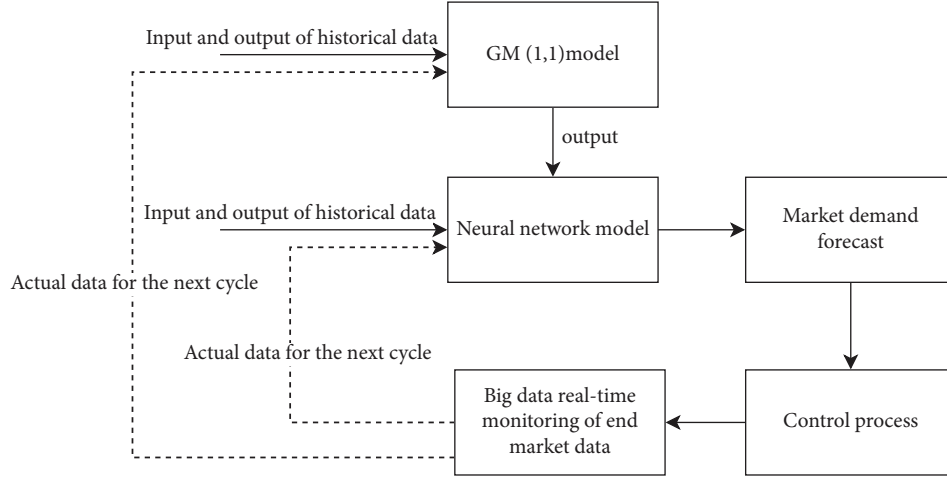 Input and output of historical data
GM (1,1)model
output
Input and output of historical data
Neural network model
Market demand
forecast
Actual data for the next cycle
Actual data for the next cycle
Big data real-time
monitoring of end
market data
Control process